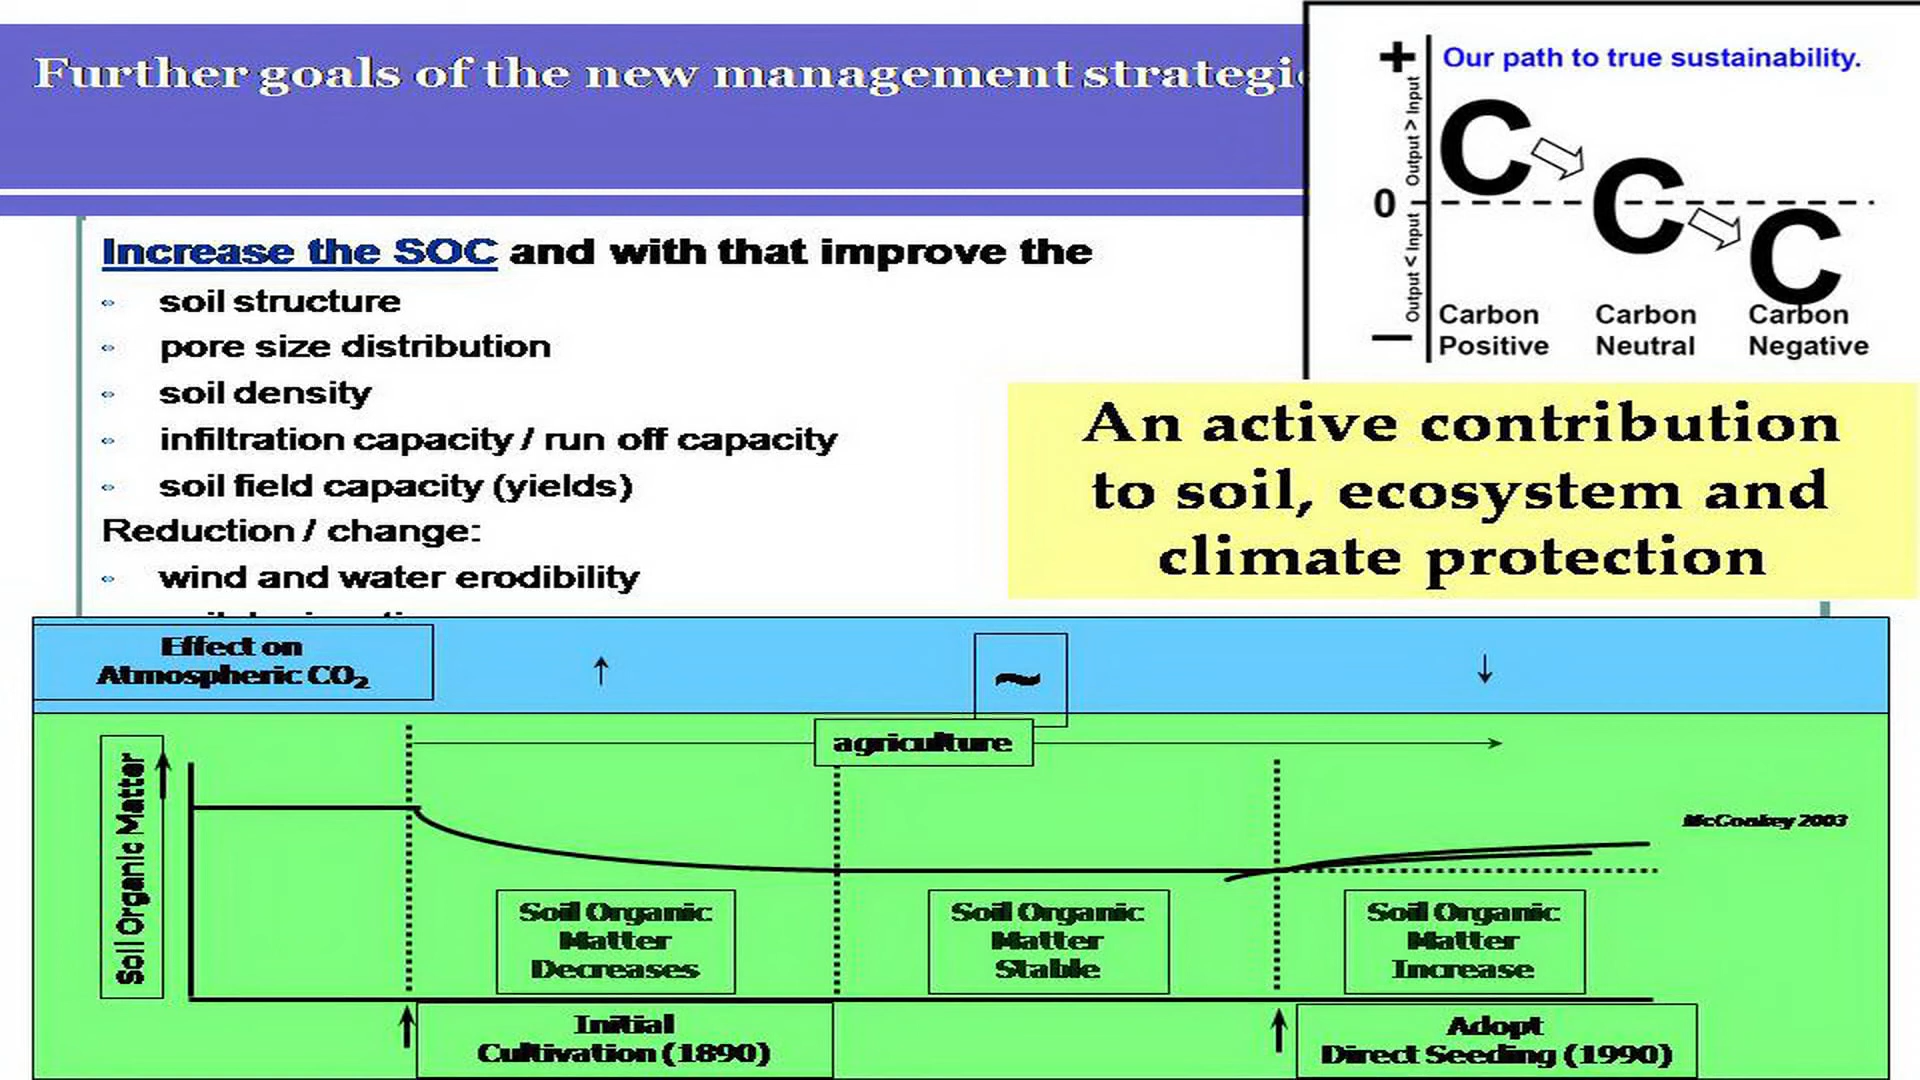 Further goals of the new management
+
Our path to true sustainability.
Output > Input
C
C
0
C
Output < Input
Carbon Positive
Carbon Neutral
Carbon Negative
Increase the SOC and with that improve the
soil structure
pore size distribution
soil density
infiltration capacity / run off capacity
soil field capacity (yields)
Reduction / change:
wind and water erodibility
An active contribution
to soil, ecosystem and
climate protection
Effect on
Atmospheric CO₂
↑
~
↓
agriculture
Soil Organic Matter
McConkey 2003
Soil Organic
Matter
Decreases
Soil Organic
Matter
Stable
Soil Organic
Matter
Increase
Initial
Cultivation (1890)
Adopt
Direct Seeding (1990)